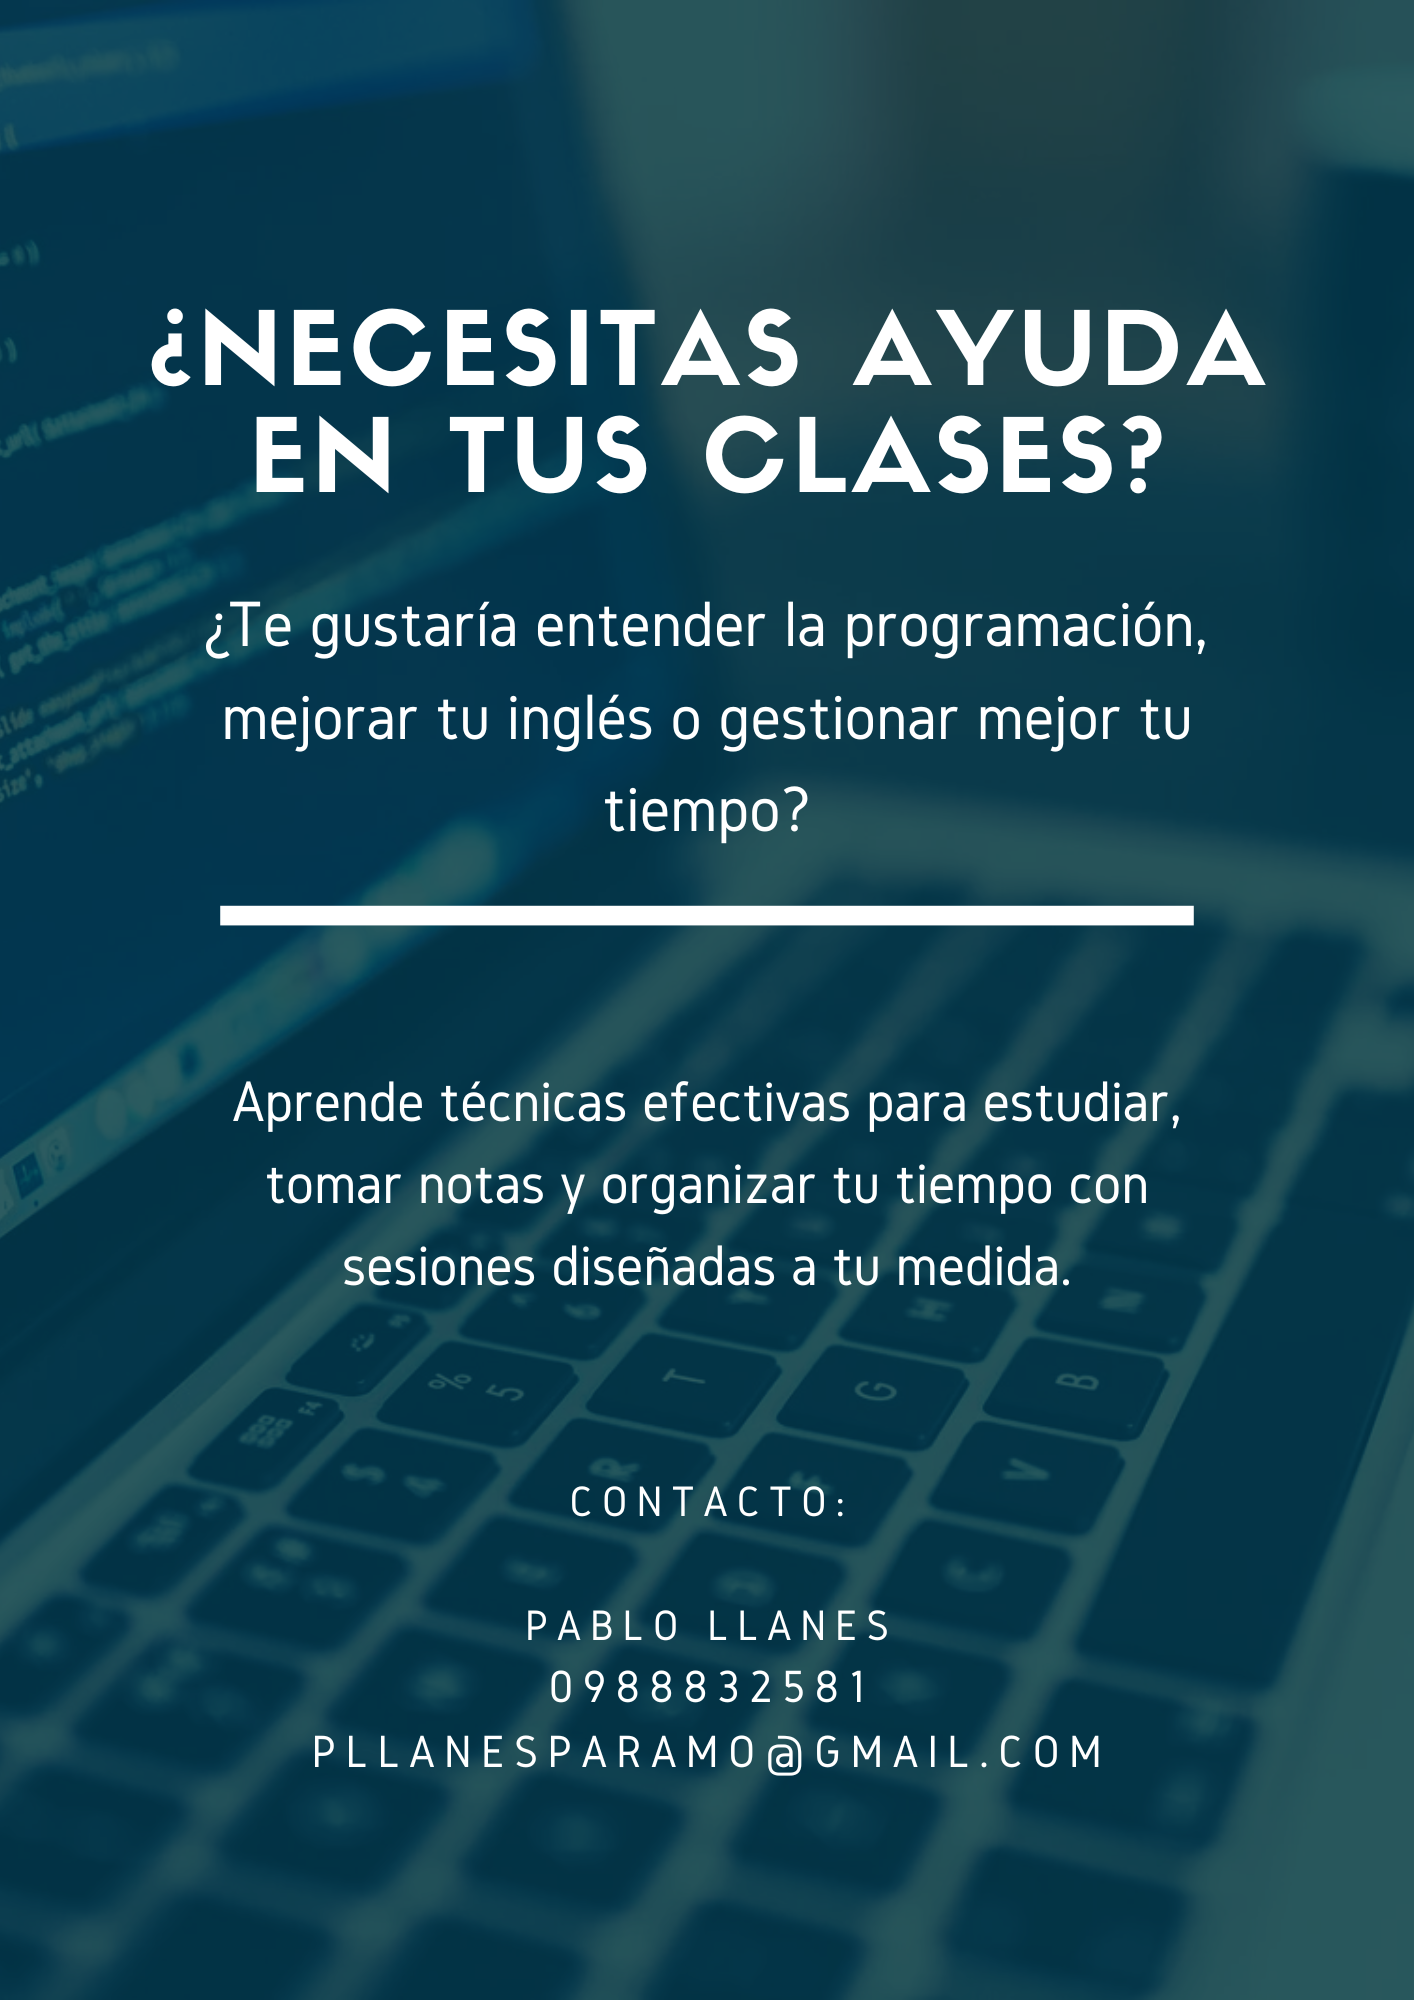 ¿NECESITAS AYUDA
EN TUS CLASES?
¿Te gustaría entender la programación,
mejorar tu inglés o gestionar mejor tu
tiempo?
Aprende técnicas efectivas para estudiar,
tomar notas y organizar tu tiempo con
sesiones diseñadas a tu medida.
CONTACTO:
PABLO LLANES
0988832581
PLLANESPARAMO@GMAIL.COM